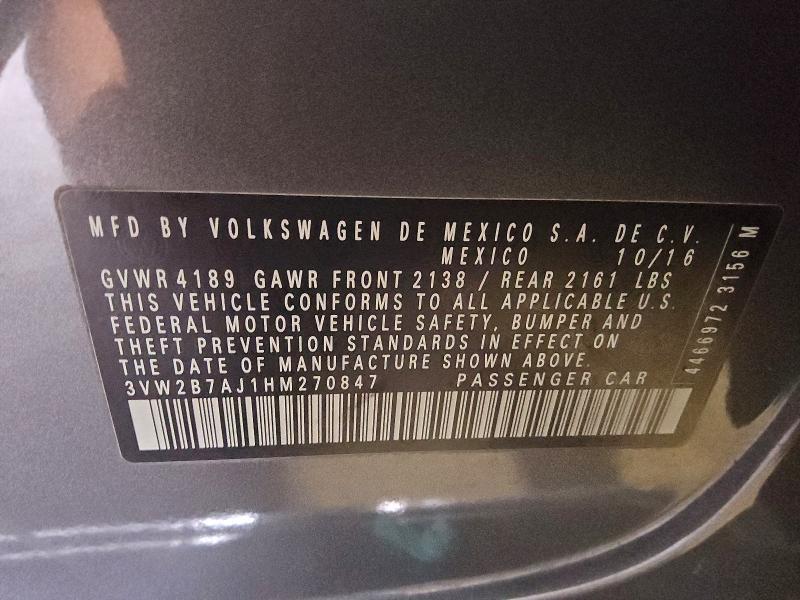 MFD BY VOLKSWAGEN DE MEXICO S.A. DE C.V.
MEXICO 10/16
GVWR 4189 GAWR FRONT 2138 / REAR 2161 LBS
THIS VEHICLE CONFORMS TO ALL APPLICABLE U.S.
FEDERAL MOTOR VEHICLE SAFETY, BUMPER AND
THEFT PREVENTION STANDARDS IN EFFECT ON
THE DATE OF MANUFACTURE SHOWN ABOVE.
3VW2B7AJ1HM270847 PASSENGER CAR
4466972 3156 M